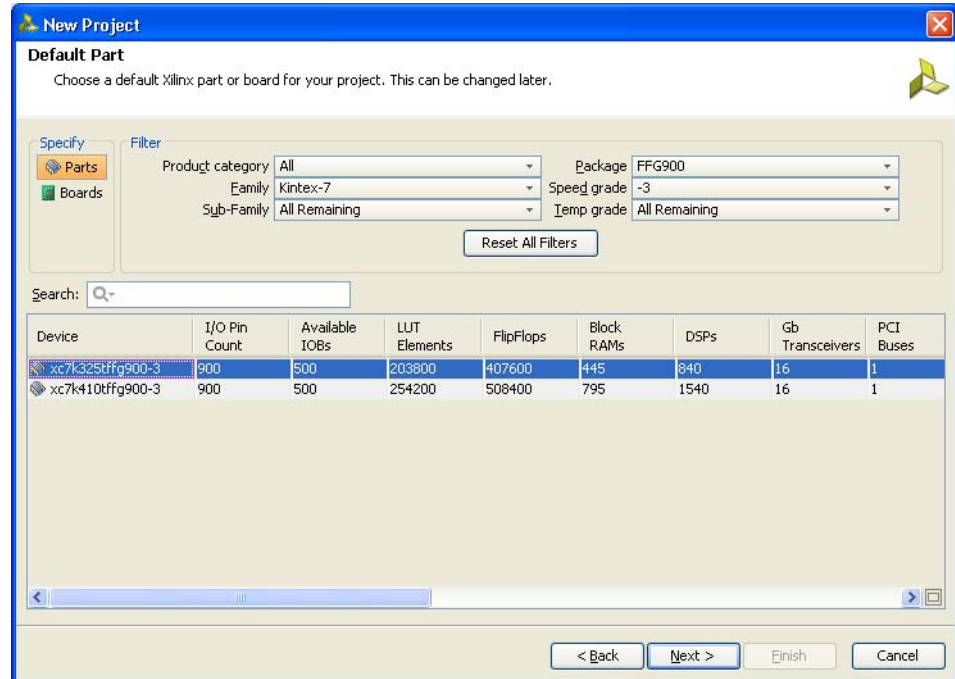 New Project
Default Part
Choose a default Xilinx part or board for your project. This can be changed later.
Specify
Parts
Boards
Filter
Product category All
Package FFG900
Family Kintex-7
Speed grade -3
Sub-Family All Remaining
Temp grade All Remaining
Reset All Filters
Search:
Device I/O Pin Count Available IOBs LUT Elements FlipFlops Block RAMs DSPs Gb Transceivers PCI Buses
xc7k325tffg900-3 900 500 203800 407600 445 840 16 1
xc7k410tffg900-3 900 500 254200 508400 795 1540 16 1
< Back Next > Finish Cancel